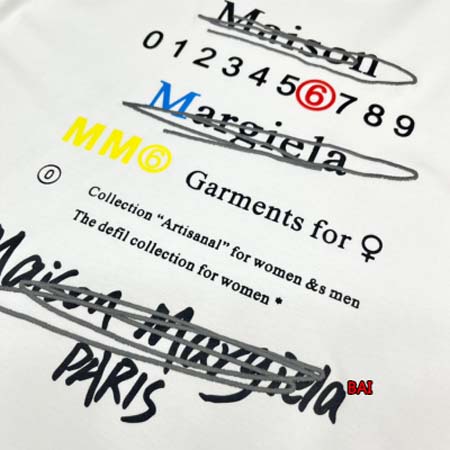 Maison
0 1 2 3 4 5 ⑥ 7 8 9
Margiela
MM⑥
⓪ Garments for ♀
Collection “Artisanal” for women &s men
The defil collection for women *
Maison Margiela
PARIS
BAI